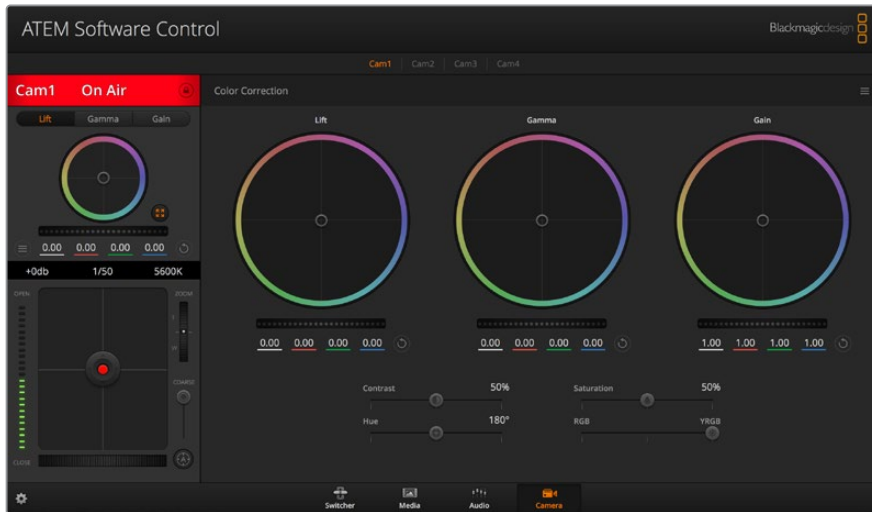 ATEM Software Control
Blackmagicdesign
Cam1 Cam2 Cam3 Cam4
Cam1 On Air
Color Correction
Lift Gamma Gain
0.00 0.00 0.00 0.00
+0db 1/50 5600K
OPEN
ZOOM
T
W
COARSE
CLOSE
Lift Gamma Gain
0.00 0.00 0.00 0.00 0.00 0.00 0.00 0.00 1.00 1.00 1.00 1.00
Contrast 50% Saturation 50%
Hue 180° RGB YRGB
Switcher Media Audio Camera